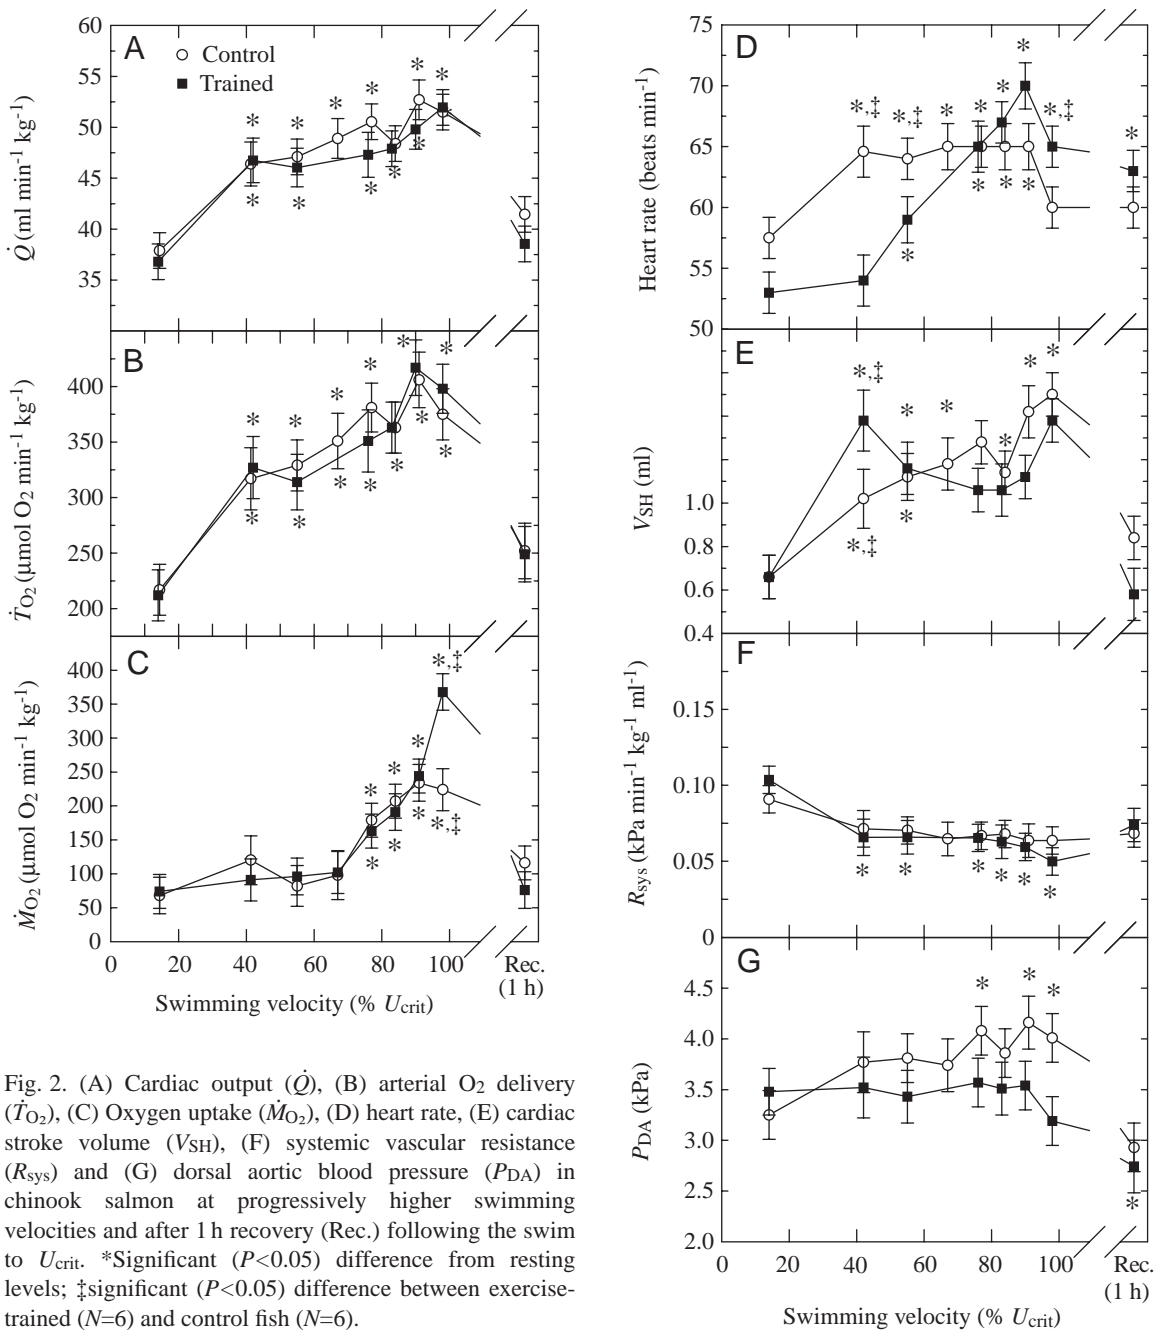 A
Control
Trained
60
50
45
40
35
Q̇ (ml min⁻¹ kg⁻¹)
* * * * * *
* * * * *
B
400
350
300
250
200
ṪO₂ (µmol O₂ min⁻¹ kg⁻¹)
* * * * * *
* * * * * * *
C
400
350
300
250
200
150
100
50
0
ṀO₂ (µmol O₂ min⁻¹ kg⁻¹)
*,‡
* * *
* * * *,‡
0 20 40 60 80 100 Rec.
(1 h)
Swimming velocity (% Ucrit)
D
75
70
65
60
55
50
Heart rate (beats min⁻¹)
*,‡ *,‡ * * * * *,‡ *
* * * *
E
1.0
0.8
0.6
0.4
VSH (ml)
*,‡ * * * * *
*,‡ *
F
0.15
0.10
0.05
0
Rsys (kPa min⁻¹ kg⁻¹ ml⁻¹)
* * * * * *
G
4.5
4.0
3.5
3.0
2.5
2.0
PDA (kPa)
* * *
*
0 20 40 60 80 100 Rec.
(1 h)
Swimming velocity (% Ucrit)
Fig. 2. (A) Cardiac output (Q̇), (B) arterial O₂ delivery
(ṪO₂), (C) Oxygen uptake (ṀO₂), (D) heart rate, (E) cardiac
stroke volume (VSH), (F) systemic vascular resistance
(Rsys) and (G) dorsal aortic blood pressure (PDA) in
chinook salmon at progressively higher swimming
velocities and after 1 h recovery (Rec.) following the swim
to Ucrit. *Significant (P<0.05) difference from resting
levels; ‡significant (P<0.05) difference between exercise-
trained (N=6) and control fish (N=6).